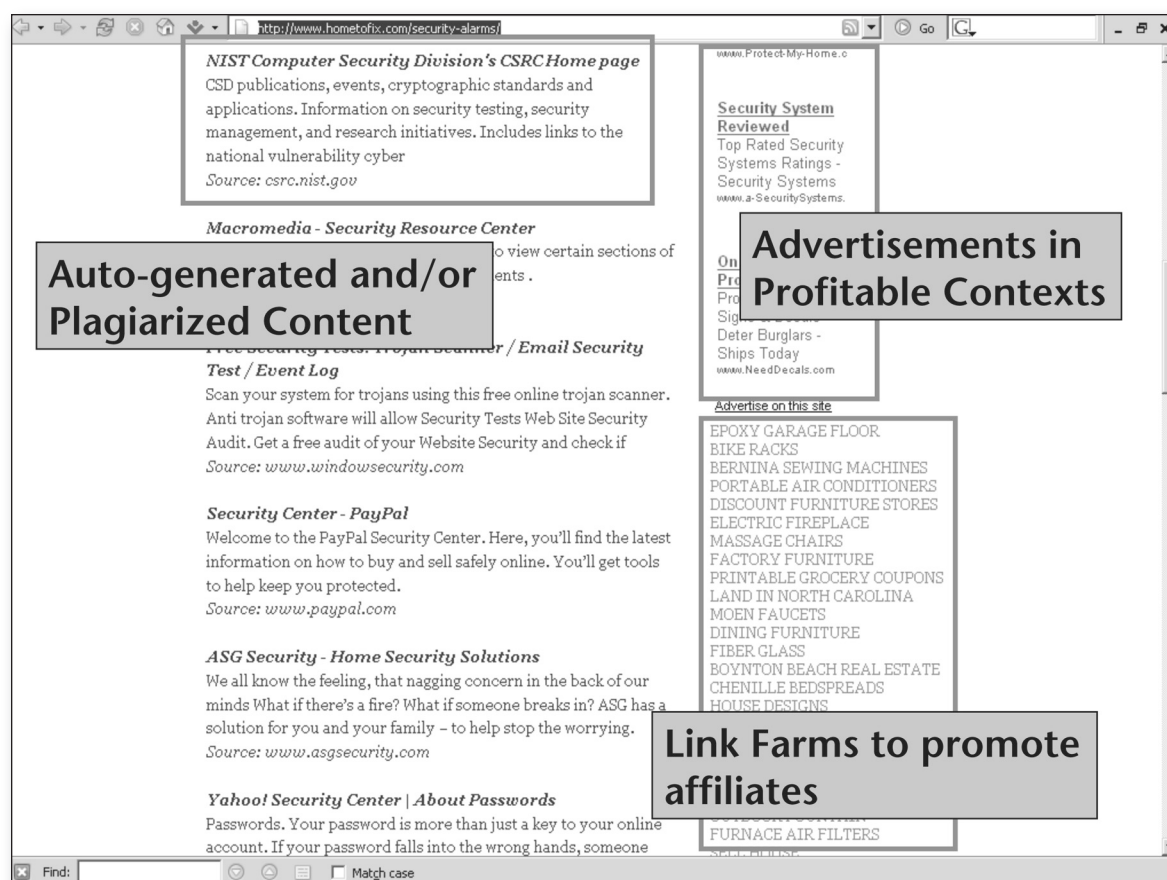 http://www.hometofix.com/security-alarms/
Go
G
NIST Computer Security Division's CSRC Home page
CSD publications, events, cryptographic standards and
applications. Information on security testing, security
management, and research initiatives. Includes links to the
national vulnerability cyber
Source: csrc.nist.gov
Macromedia - Security Resource Center
o view certain sections of
ents .
Auto-generated and/or
Plagiarized Content
Free Security Tests: Trojan Scanner / Email Security
Test / Event Log
Scan your system for trojans using this free online trojan scanner.
Anti trojan software will allow Security Tests Web Site Security
Audit. Get a free audit of your Website Security and check if
Source: www.windowsecurity.com
Security Center - PayPal
Welcome to the PayPal Security Center. Here, you'll find the latest
information on how to buy and sell safely online. You'll get tools
to help keep you protected.
Source: www.paypal.com
ASG Security - Home Security Solutions
We all know the feeling, that nagging concern in the back of our
minds What if there's a fire? What if someone breaks in? ASG has a
solution for you and your family – to help stop the worrying.
Source: www.asgsecurity.com
Yahoo! Security Center | About Passwords
Passwords. Your password is more than just a key to your online
account. If your password falls into the wrong hands, someone
www.Protect-My-Home.c
Security System
Reviewed
Top Rated Security
Systems Ratings -
Security Systems
www.a-SecuritySystems.
Advertisements in
Profitable Contexts
On
Pro
Pro
Deter Burglars -
Ships Today
www.NeedDecals.com
Advertise on this site
EPOXY GARAGE FLOOR
BIKE RACKS
BERNINA SEWING MACHINES
PORTABLE AIR CONDITIONERS
DISCOUNT FURNITURE STORES
ELECTRIC FIREPLACE
MASSAGE CHAIRS
FACTORY FURNITURE
PRINTABLE GROCERY COUPONS
LAND IN NORTH CAROLINA
MOEN FAUCETS
DINING FURNITURE
FIBER GLASS
BOYNTON BEACH REAL ESTATE
CHENILLE BEDSPREADS
HOUSE DESIGNS
Link Farms to promote
affiliates
FURNACE AIR FILTERS
SELL HOUSE
Find:
Match case